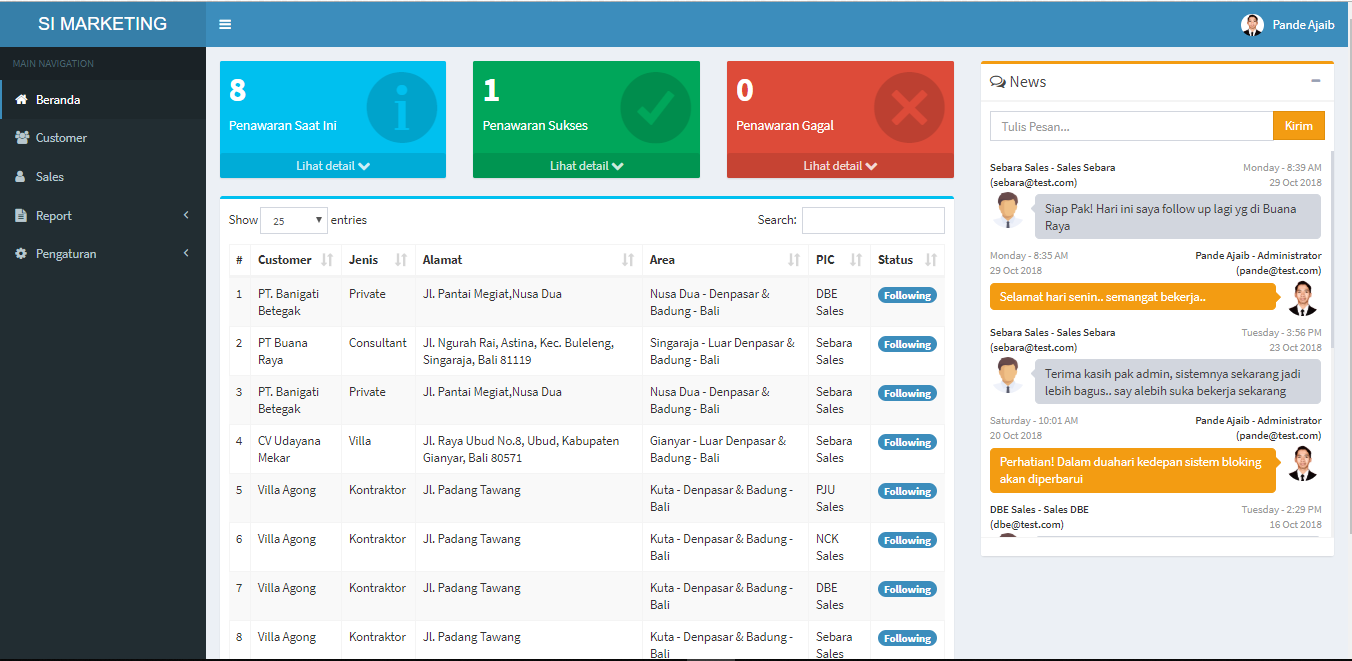 SI MARKETING
Pande Ajaib
MAIN NAVIGATION
Beranda
Customer
Sales
Report
Pengaturan
8
Penawaran Saat Ini
Lihat detail
1
Penawaran Sukses
Lihat detail
0
Penawaran Gagal
Lihat detail
Show 25 entries
Search:
# Customer Jenis Alamat Area PIC Status
1 PT. Banigati Private Jl. Pantai Megiat,Nusa Dua Nusa Dua - Denpasar & DBE Following
Betegak Badung - Bali Sales
2 PT Buana Consultant Jl. Ngurah Rai, Astina, Kec. Buleleng, Singaraja - Luar Denpasar & Sebara Following
Raya Singaraja, Bali 81119 Badung - Bali Sales
3 PT. Banigati Private Jl. Pantai Megiat,Nusa Dua Nusa Dua - Denpasar & Sebara Following
Betegak Badung - Bali Sales
4 CV Udayana Villa Jl. Raya Ubud No.8, Ubud, Kabupaten Gianyar - Luar Denpasar & Sebara Following
Mekar Gianyar, Bali 80571 Badung - Bali Sales
5 Villa Agong Kontraktor Jl. Padang Tawang Kuta - Denpasar & Badung - PJU Following
Bali Sales
6 Villa Agong Kontraktor Jl. Padang Tawang Kuta - Denpasar & Badung - NCK Following
Bali Sales
7 Villa Agong Kontraktor Jl. Padang Tawang Kuta - Denpasar & Badung - DBE Following
Bali Sales
8 Villa Agong Kontraktor Jl. Padang Tawang Kuta - Denpasar & Badung - Sebara Following
Bali Sales
News
Tulis Pesan... Kirim
Sebara Sales - Sales Sebara Monday - 8:39 AM
(sebara@test.com) 29 Oct 2018
Siap Pak! Hari ini saya follow up lagi yg di Buana
Raya
Monday - 8:35 AM Pande Ajaib - Administrator
29 Oct 2018 (pande@test.com)
Selamat hari senin.. semangat bekerja..
Sebara Sales - Sales Sebara Tuesday - 3:56 PM
(sebara@test.com) 23 Oct 2018
Terima kasih pak admin, sistemnya sekarang jadi
lebih bagus.. say alebih suka bekerja sekarang
Saturday - 10:01 AM Pande Ajaib - Administrator
20 Oct 2018 (pande@test.com)
Perhatian! Dalam duahari kedepan sistem bloking
akan diperbarui
DBE Sales - Sales DBE Tuesday - 2:29 PM
(dbe@test.com) 16 Oct 2018